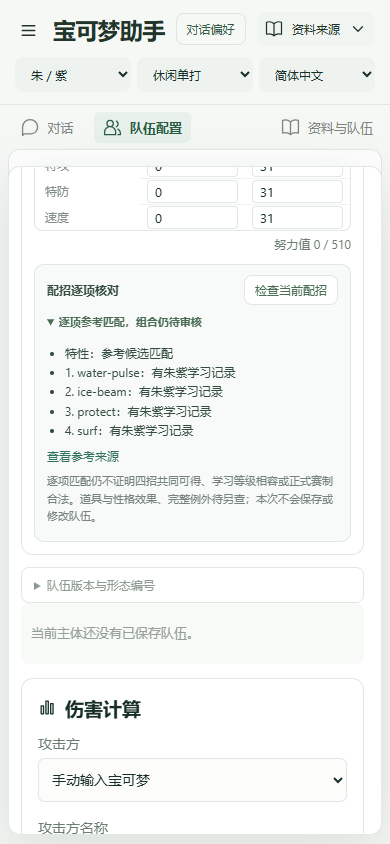 宝可梦助手
对话偏好
资料来源
朱 / 紫
休闲单打
简体中文
对话
队伍配置
资料与队伍
特攻 0 31
特防 0 31
速度 0 31
努力值 0 / 510
配招逐项核对
检查当前配招
▼ 逐项参考匹配，组合仍待审核
• 特性：参考候选匹配
• 1. water-pulse：有朱紫学习记录
• 2. ice-beam：有朱紫学习记录
• 3. protect：有朱紫学习记录
• 4. surf：有朱紫学习记录
查看参考来源
逐项匹配仍不证明四招共同可得、学习等级相容或正式赛制
合法。道具与性格效果、完整例外待另查；本次不会保存或
修改队伍。
▶ 队伍版本与形态编号
当前主体还没有已保存队伍。
伤害计算
攻击方
手动输入宝可梦
攻击方名称